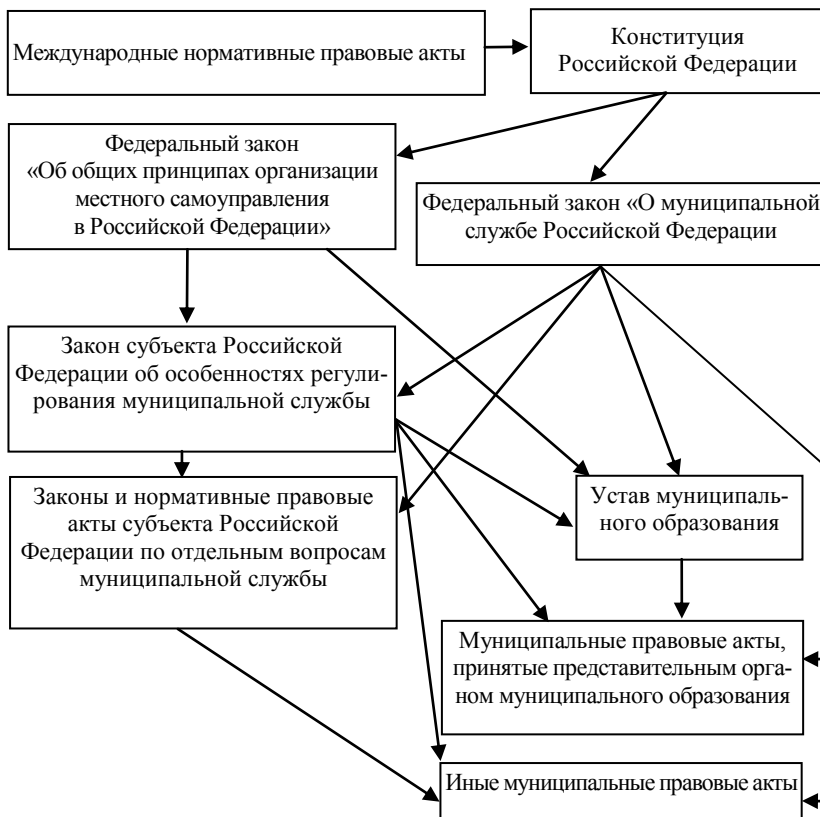 Международные нормативные правовые акты
Конституция
Российской Федерации
Федеральный закон
«Об общих принципах организации
местного самоуправления
в Российской Федерации»
Федеральный закон «О муниципальной
службе Российской Федерации
Закон субъекта Российской
Федерации об особенностях регули-
рования муниципальной службы
Законы и нормативные правовые
акты субъекта Российской
Федерации по отдельным вопросам
муниципальной службы
Устав муниципаль-
ного образования
Муниципальные правовые акты,
принятые представительным орга-
ном муниципального образования
Иные муниципальные правовые акты